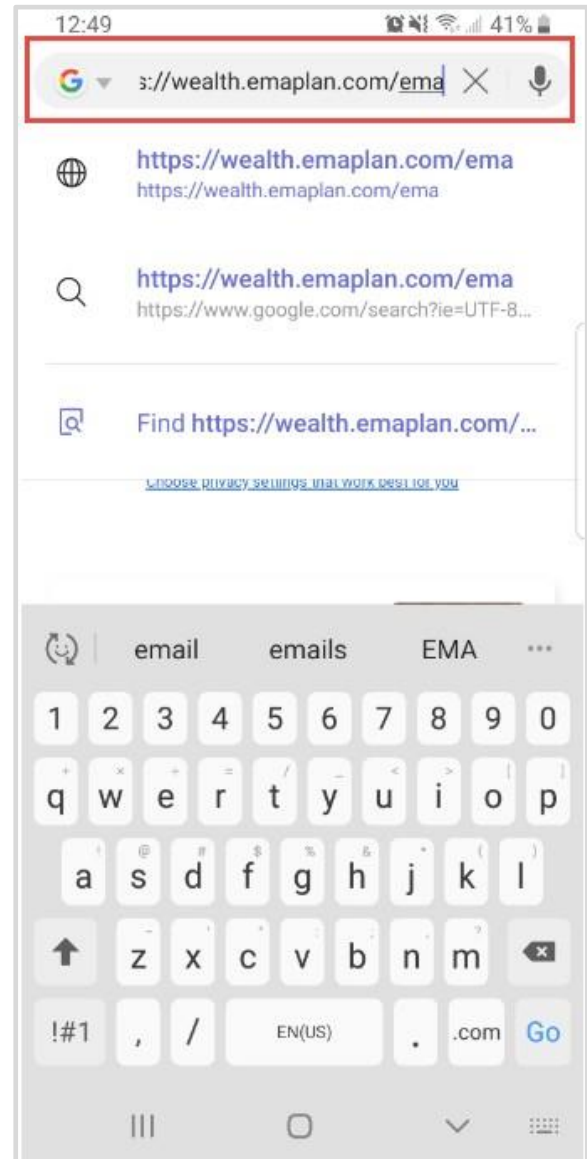 12:49 41%
s://wealth.emaplan.com/ema
https://wealth.emaplan.com/ema
https://wealth.emaplan.com/ema
https://wealth.emaplan.com/ema
https://www.google.com/search?ie=UTF-8...
Find https://wealth.emaplan.com/...
Choose privacy settings that work best for you
email emails EMA ...
1 2 3 4 5 6 7 8 9 0
q w e r t y u i o p
a s d f g h j k l
z x c v b n m
!#1 , / EN(US) . .com Go